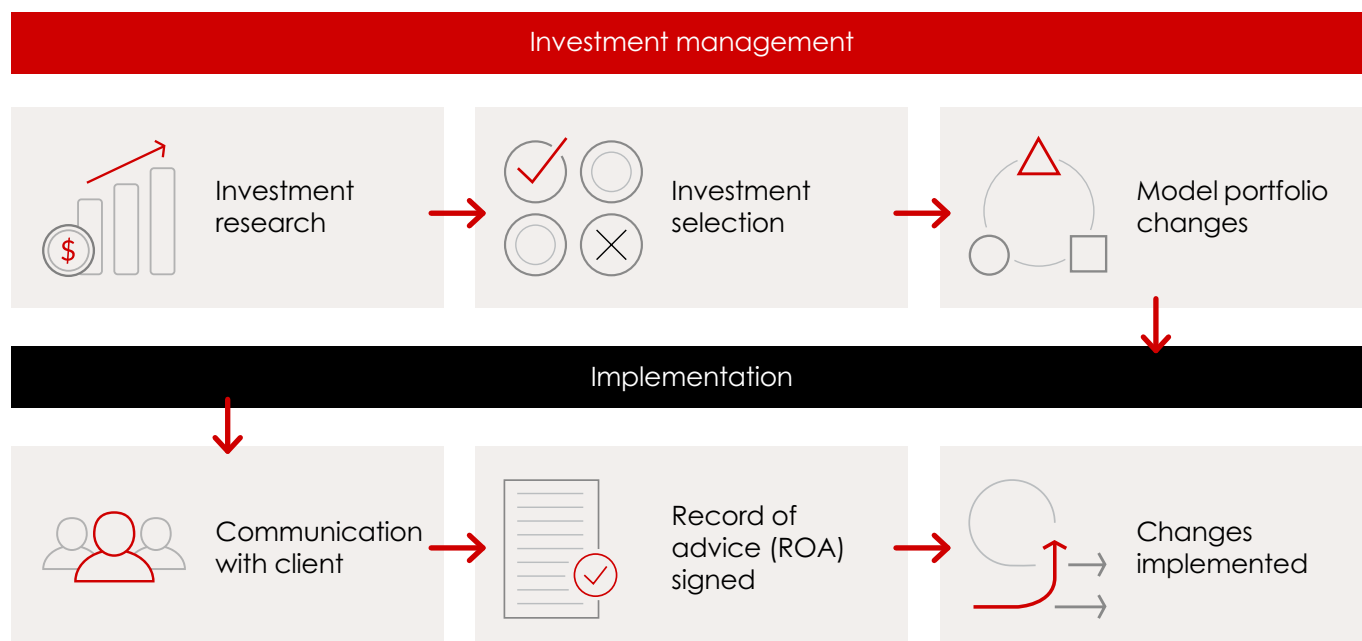 Investment management
Investment
research
$
Investment
selection
Model portfolio
changes
Implementation
Communication
with client
Record of
advice (ROA)
signed
Changes
implemented